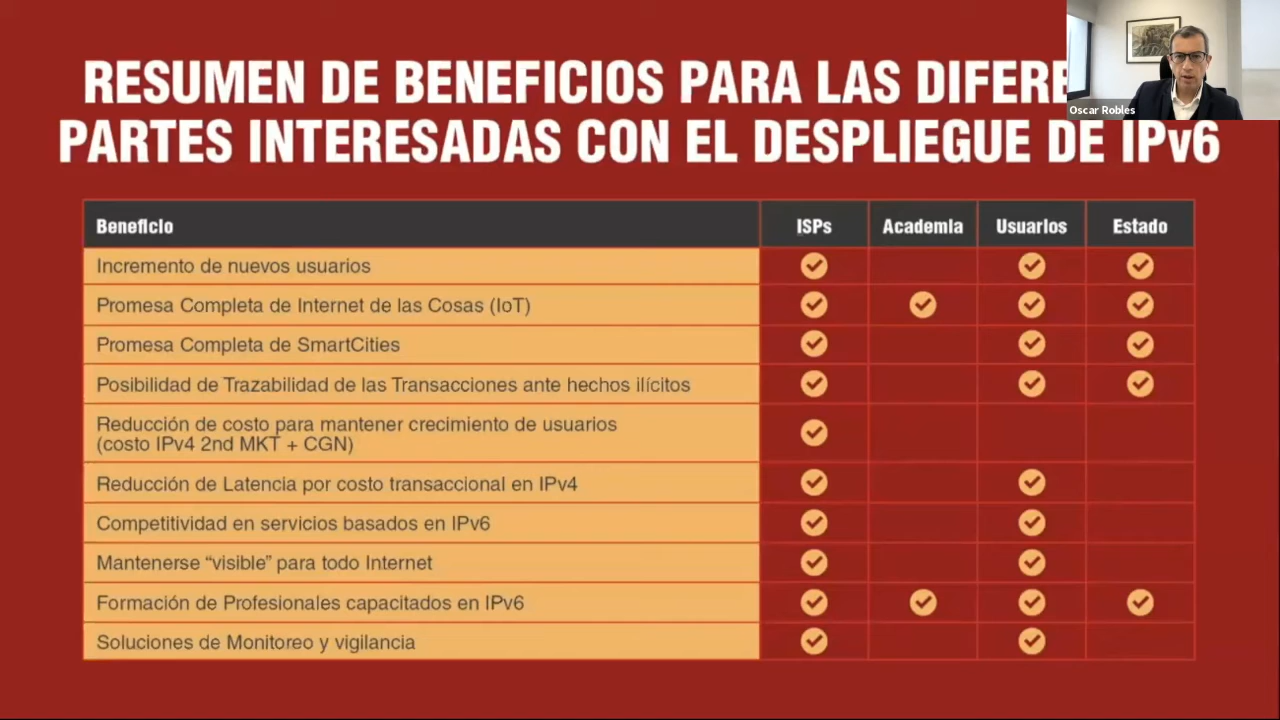 RESUMEN DE BENEFICIOS PARA LAS
PARTES INTERESADAS CON EL DESPLIEGUE DE IPv6
Oscar Robles
Beneficio ISPs Academia Usuarios Estado
Incremento de nuevos usuarios
Promesa Completa de Internet de las Cosas (IoT)
Promesa Completa de SmartCities
Posibilidad de Trazabilidad de las Transacciones ante hechos ilícitos
Reducción de costo para mantener crecimiento de usuarios
(costo IPv4 2nd MKT + CGN)
Reducción de Latencia por costo transaccional en IPv4
Competitividad en servicios basados en IPv6
Mantenerse “visible” para todo Internet
Formación de Profesionales capacitados en IPv6
Soluciones de Monitoreo y vigilancia